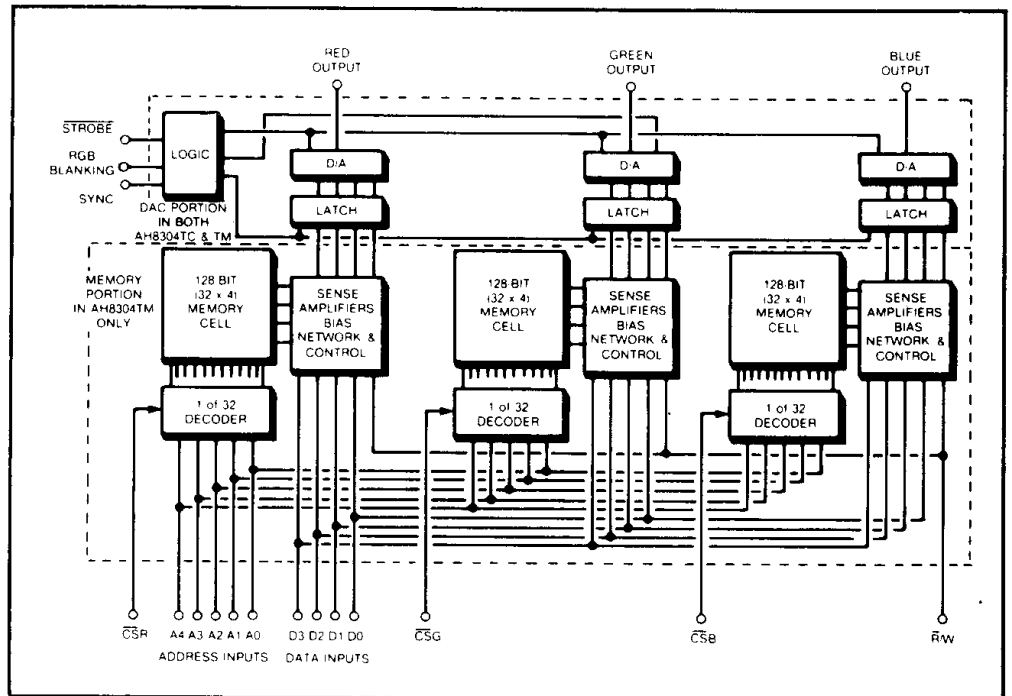 RED
OUTPUT
GREEN
OUTPUT
BLUE
OUTPUT
STROBE
RGB
BLANKING
SYNC
LOGIC
D/A
D/A
D/A
LATCH
LATCH
LATCH
DAC PORTION
IN BOTH
AH8304TC & TM
MEMORY
PORTION
IN AH8304TM
ONLY
128-BIT
(32 x 4)
MEMORY
CELL
SENSE
AMPLIFIERS
BIAS
NETWORK &
CONTROL
128-BIT
(32 x 4)
MEMORY
CELL
SENSE
AMPLIFIERS
BIAS
NETWORK &
CONTROL
128-BIT
(32 x 4)
MEMORY
CELL
SENSE
AMPLIFIERS
BIAS
NETWORK &
CONTROL
1 of 32
DECODER
1 of 32
DECODER
1 of 32
DECODER
C̅S̅R̅ A4 A3 A2 A1 A0 D3 D2 D1 D0 C̅S̅G̅ C̅S̅B̅ R̅/W
ADDRESS INPUTS DATA INPUTS